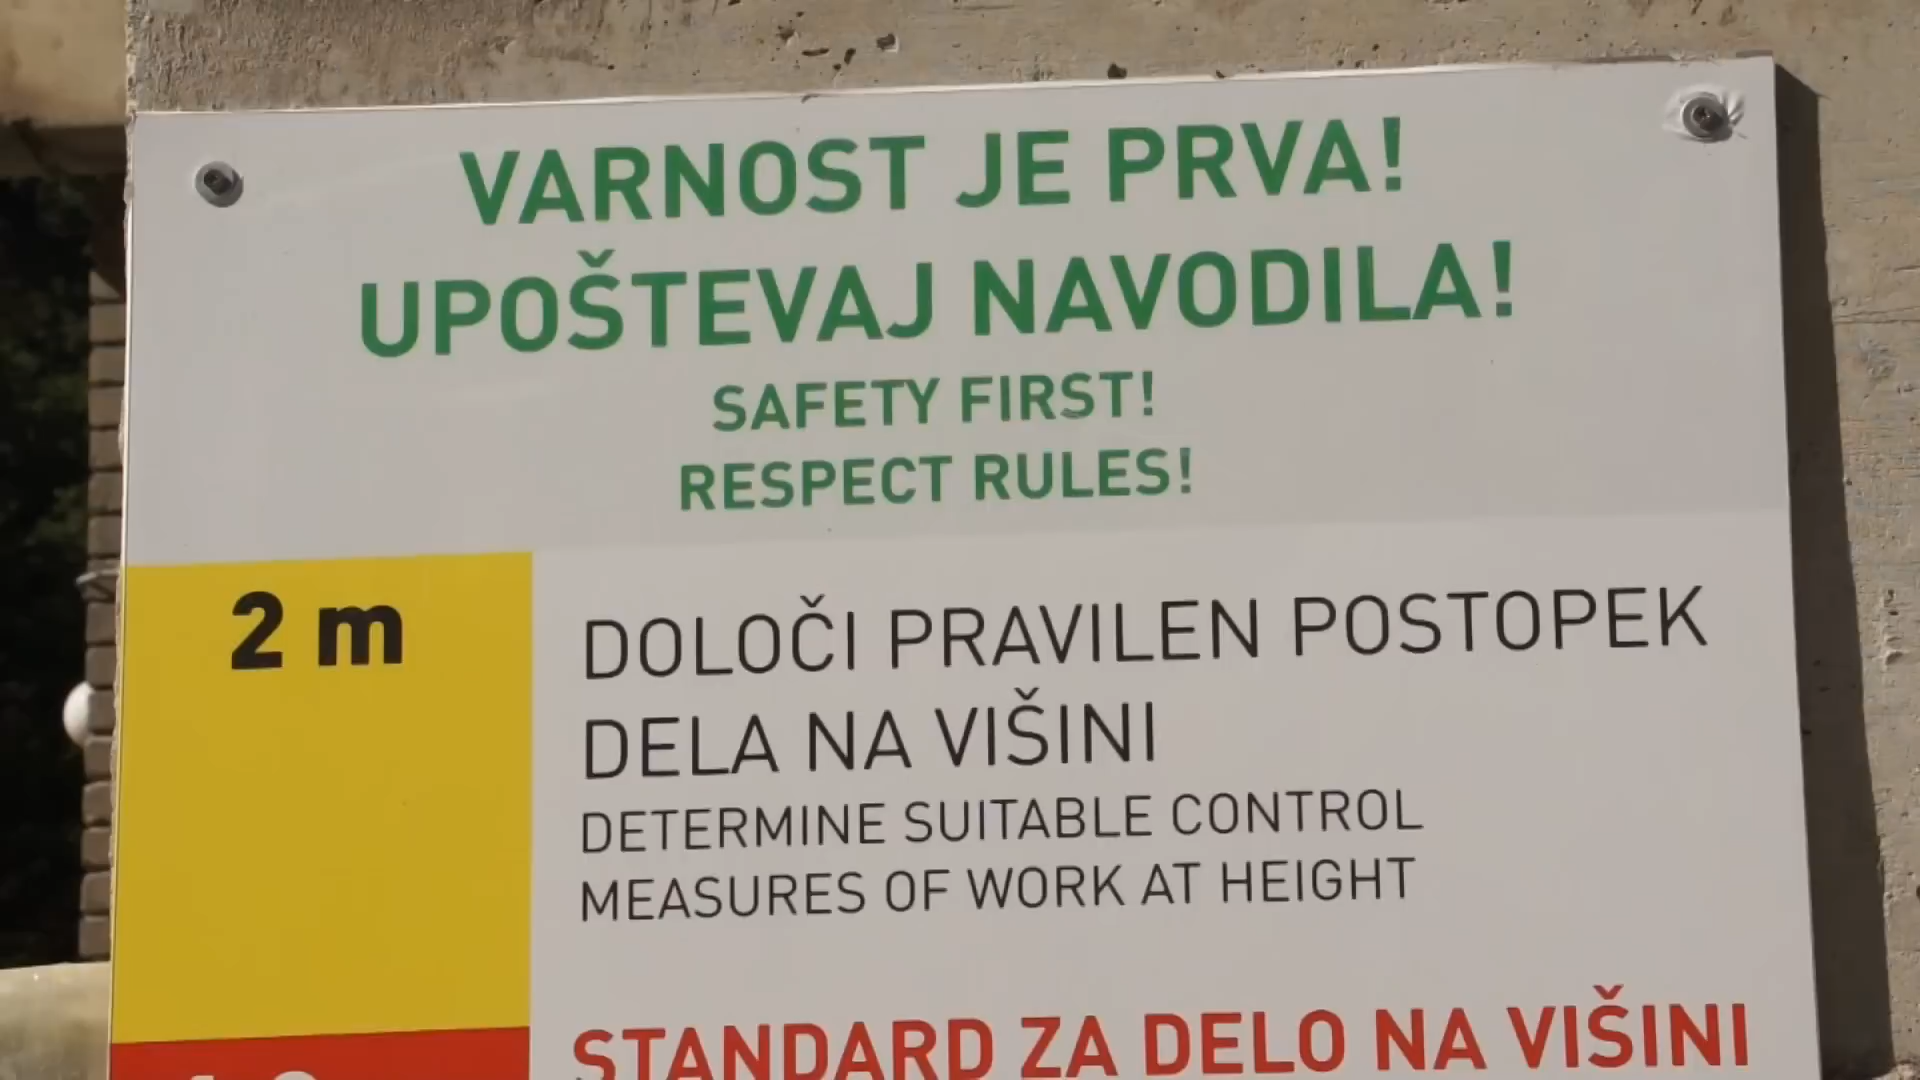 VARNOST JE PRVA!
UPOŠTEVAJ NAVODILA!
SAFETY FIRST!
RESPECT RULES!
2 m
DOLOČI PRAVILEN POSTOPEK
DELA NA VIŠINI
DETERMINE SUITABLE CONTROL
MEASURES OF WORK AT HEIGHT
STANDARD ZA DELO NA VIŠINI